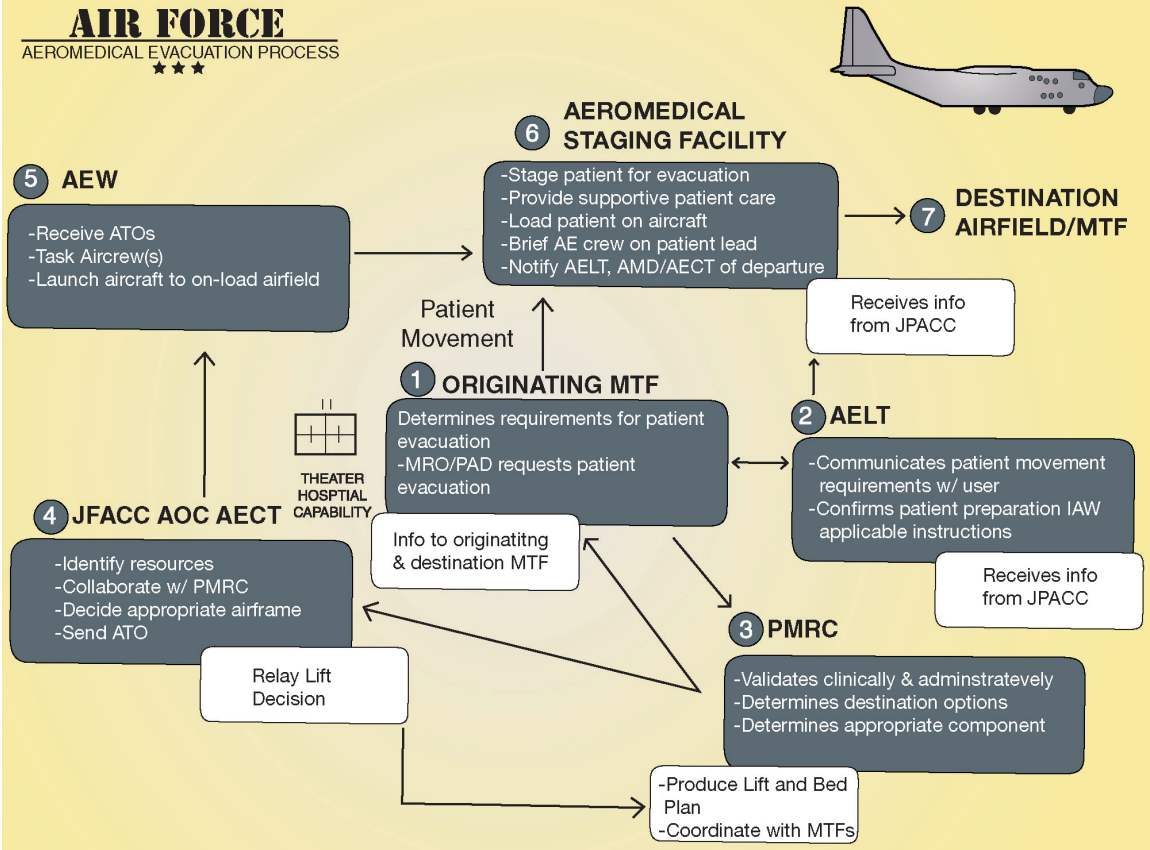 AIR FORCE
AEROMEDICAL EVACUATION PROCESS
6
AEROMEDICAL
STAGING FACILITY
-Stage patient for evacuation
-Provide supportive patient care
-Load patient on aircraft
-Brief AE crew on patient lead
-Notify AELT, AMD/AECT of departure
Receives info
from JPACC
5 AEW
-Receive ATOs
-Task Aircrew(s)
-Launch aircraft to on-load airfield
7
DESTINATION
AIRFIELD/MTF
Patient
Movement
1 ORIGINATING MTF
Determines requirements for patient
evacuation
-MRO/PAD requests patient
evacuation
Info to originatitng
& destination MTF
2 AELT
-Communicates patient movement
requirements w/ user
-Confirms patient preparation IAW
applicable instructions
Receives info
from JPACC
THEATER
HOSPTIAL
CAPABILITY
4 JFACC AOC AECT
-Identify resources
-Collaborate w/ PMRC
-Decide appropriate airframe
-Send ATO
Relay Lift
Decision
3 PMRC
-Validates clinically & adminstratevely
-Determines destination options
-Determines appropriate component
-Produce Lift and Bed
Plan
-Coordinate with MTFs